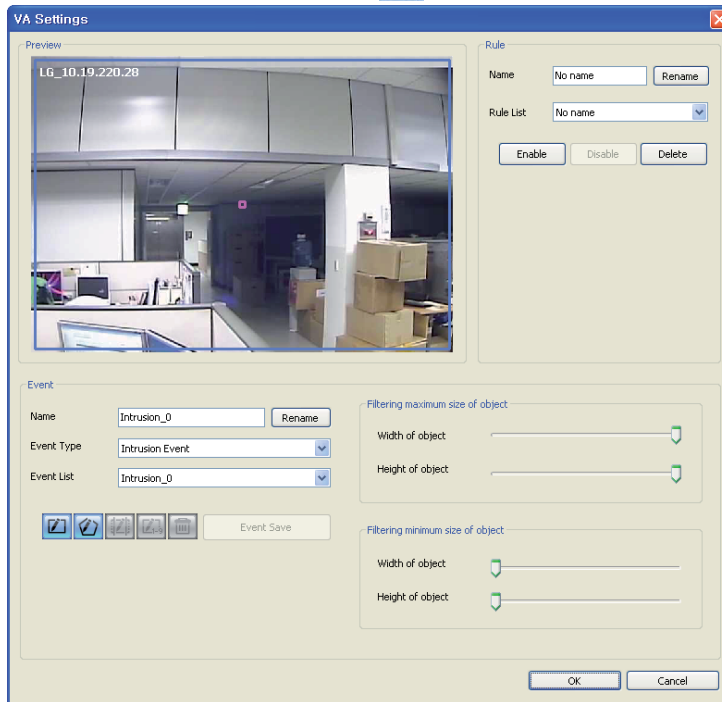 VA Settings
Preview
LG_10.19.220.28
Rule
Name
No name
Rename
Rule List
No name
Enable
Disable
Delete
Event
Name
Intrusion_0
Rename
Event Type
Intrusion Event
Event List
Intrusion_0
Event Save
Filtering maximum size of object
Width of object
Height of object
Filtering minimum size of object
Width of object
Height of object
OK
Cancel